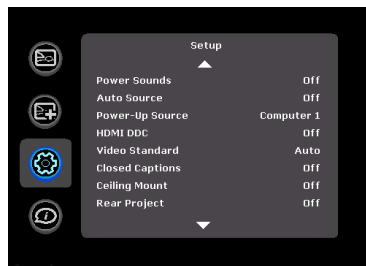 Setup
Power Sounds Off
Auto Source Off
Power-Up Source Computer 1
HDMI DDC Off
Video Standard Auto
Closed Captions Off
Ceiling Mount Off
Rear Project Off